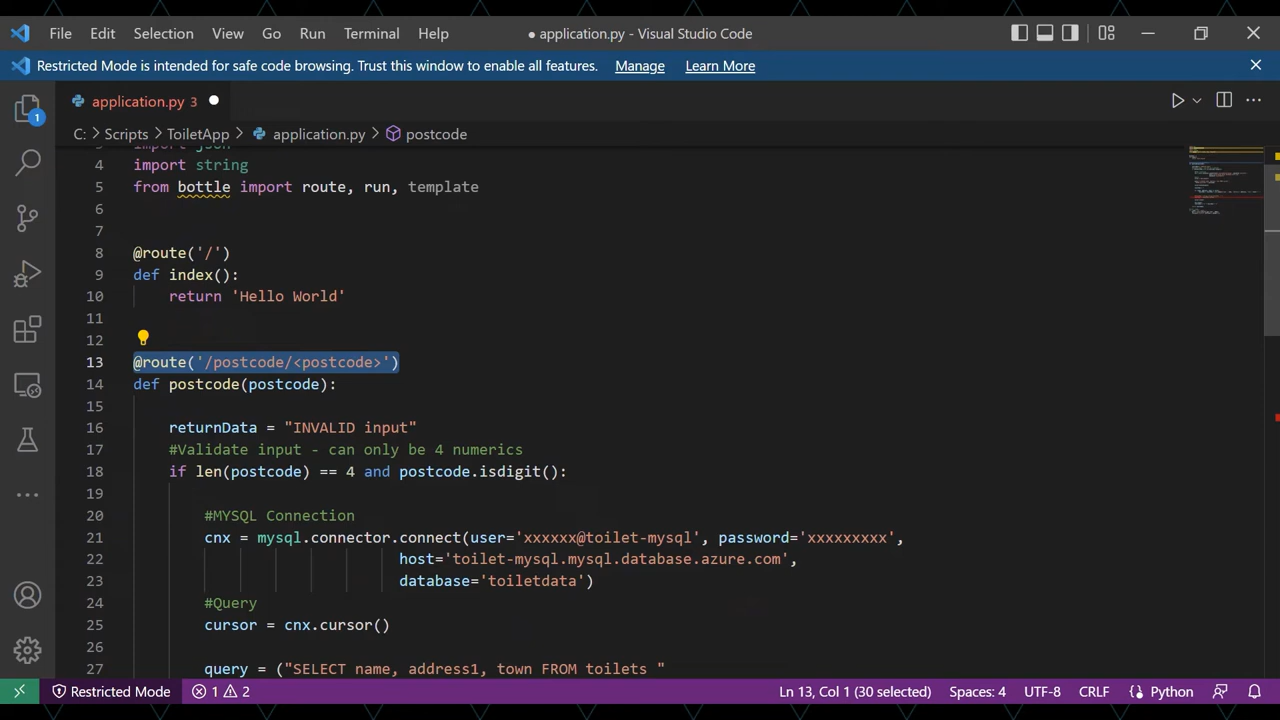 File Edit Selection View Go Run Terminal Help ● application.py - Visual Studio Code
Restricted Mode is intended for safe code browsing. Trust this window to enable all features. Manage Learn More
application.py 3
C: > Scripts > ToiletApp > application.py > postcode
1
3 import json
4 import string
5 from bottle import route, run, template
6
7
8 @route('/')
9 def index():
10 return 'Hello World'
11
12
13 @route('/postcode/<postcode>')
14 def postcode(postcode):
15
16 returnData = "INVALID input"
17 #Validate input - can only be 4 numerics
18 if len(postcode) == 4 and postcode.isdigit():
19
20 #MYSQL Connection
21 cnx = mysql.connector.connect(user='xxxxxx@toilet-mysql', password='xxxxxxxxx',
22 host='toilet-mysql.mysql.database.azure.com',
23 database='toiletdata')
24 #Query
25 cursor = cnx.cursor()
26
27 query = ("SELECT name, address1, town FROM toilets "
Restricted Mode 1 2 Ln 13, Col 1 (30 selected) Spaces: 4 UTF-8 CRLF Python